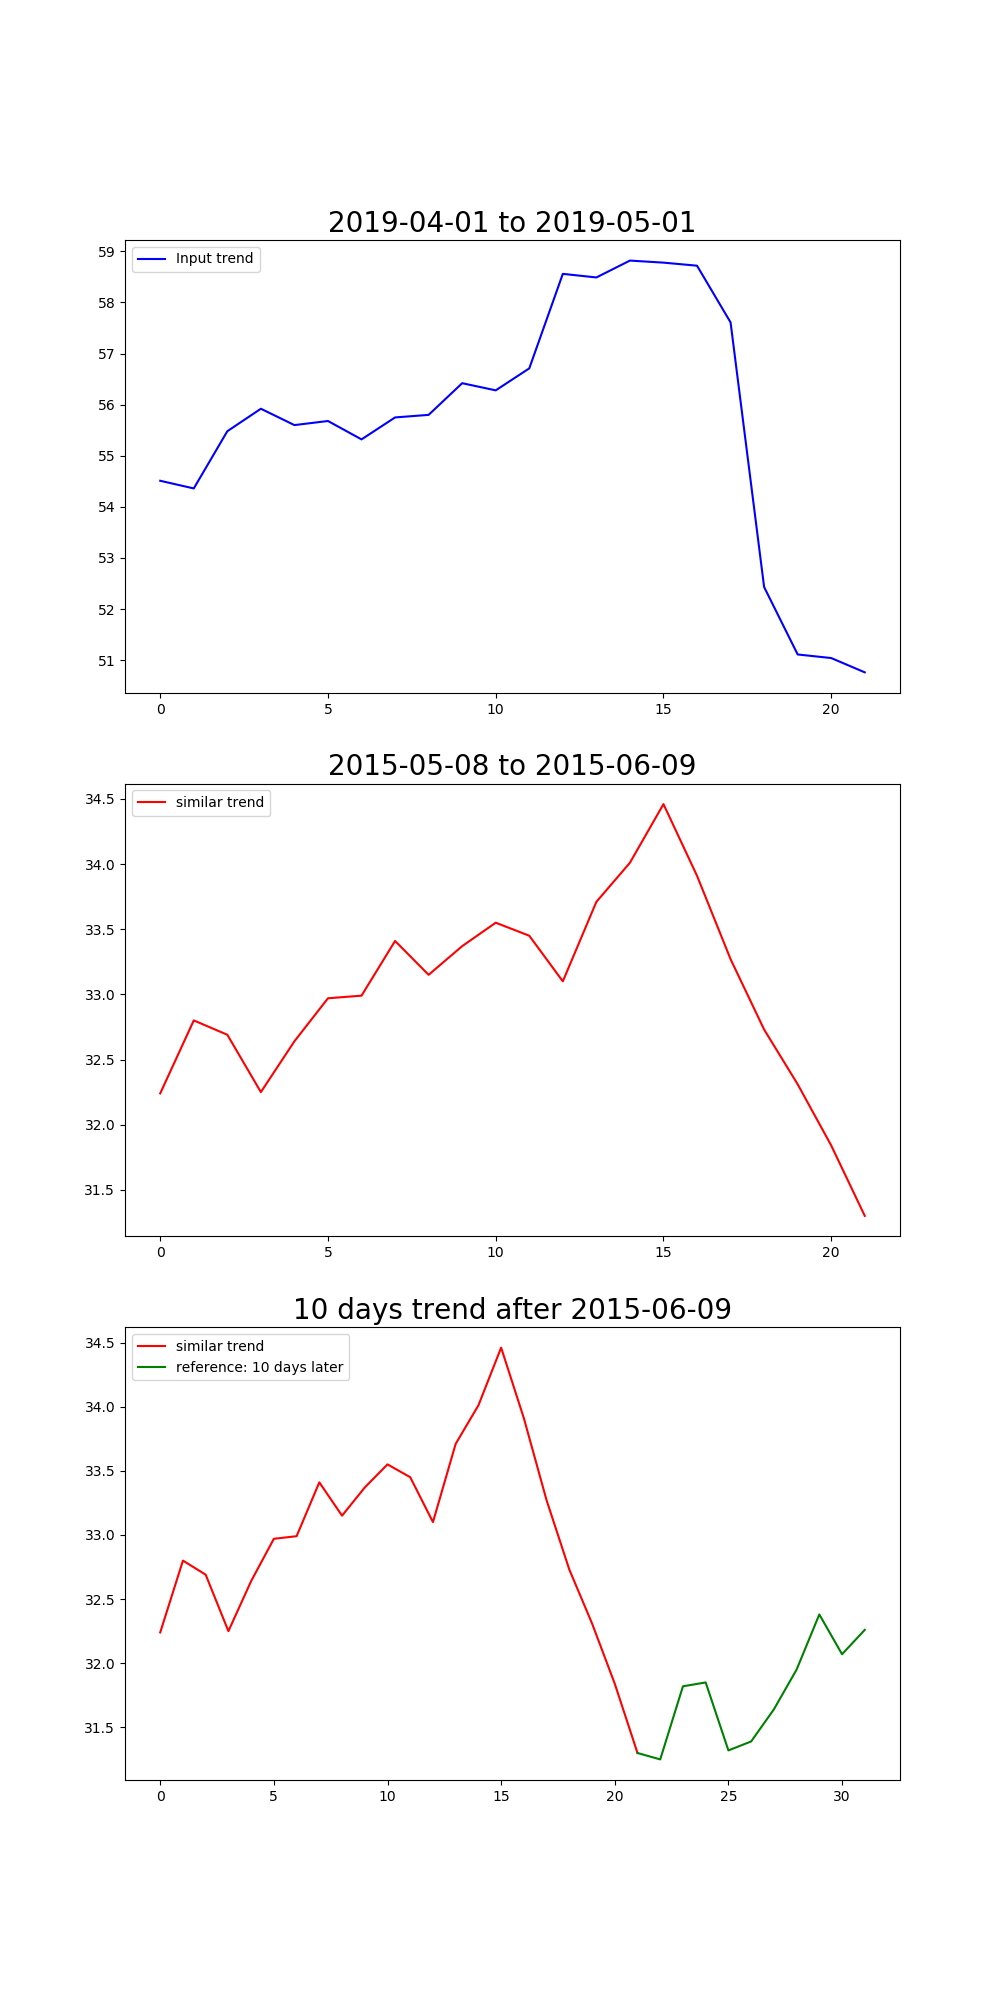 2019-04-01 to 2019-05-01
Input trend
59
58
57
56
55
54
53
52
51
0 5 10 15 20
2015-05-08 to 2015-06-09
similar trend
34.5
34.0
33.5
33.0
32.5
32.0
31.5
0 5 10 15 20
10 days trend after 2015-06-09
similar trend
reference: 10 days later
34.5
34.0
33.5
33.0
32.5
32.0
31.5
0 5 10 15 20 25 30